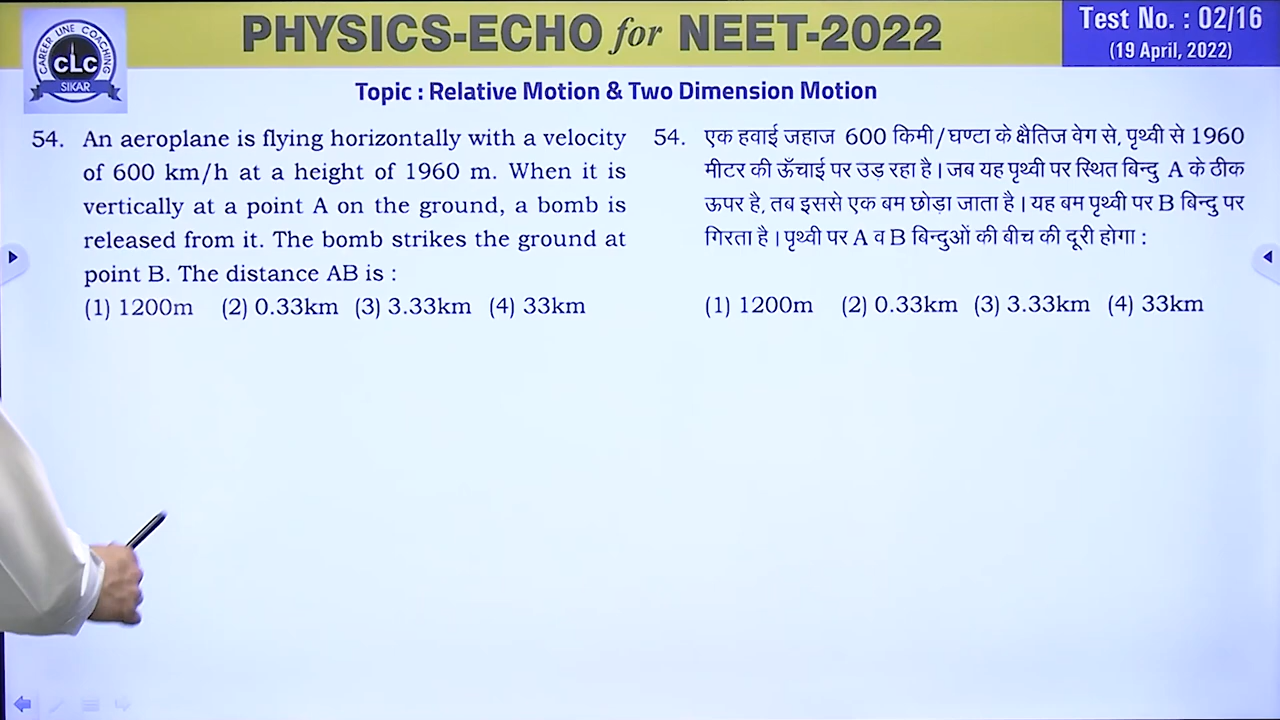 PHYSICS-ECHO for NEET-2022
Test No. : 02/16
(19 April, 2022)
CAREER LINE COACHING
CLC
SIKAR
Topic : Relative Motion & Two Dimension Motion
54. An aeroplane is flying horizontally with a velocity
of 600 km/h at a height of 1960 m. When it is
vertically at a point A on the ground, a bomb is
released from it. The bomb strikes the ground at
point B. The distance AB is :
(1) 1200m (2) 0.33km (3) 3.33km (4) 33km
54. एक हवाई जहाज 600 किमी/घण्टा के क्षैतिज वेग से, पृथ्वी से 1960
मीटर की ऊँचाई पर उड़ रहा है। जब यह पृथ्वी पर स्थित बिन्दु A के ठीक
ऊपर है, तब इससे एक बम छोड़ा जाता है। यह बम पृथ्वी पर B बिन्दु पर
गिरता है। पृथ्वी पर A व B बिन्दुओं की बीच की दूरी होगा :
(1) 1200m (2) 0.33km (3) 3.33km (4) 33km